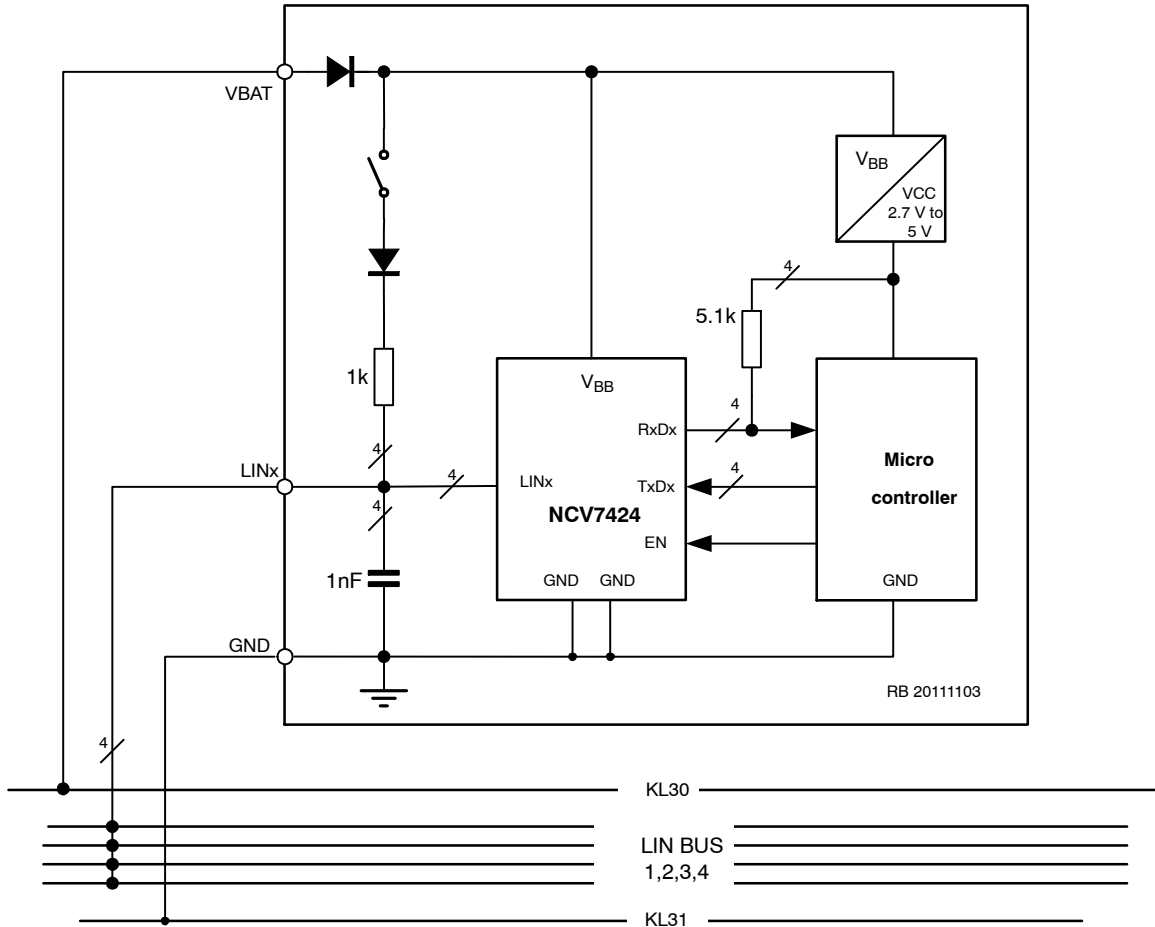 VBAT
V_BB
VCC
2.7 V to
5 V
4
5.1k
1k
V_BB
4
RxDx
4
LINx
4
LINx
4
TxDx
Micro
controller
NCV7424
4
EN
1nF
GND
GND
GND
GND
RB 20111103
4
KL30
LIN BUS
1,2,3,4
KL31